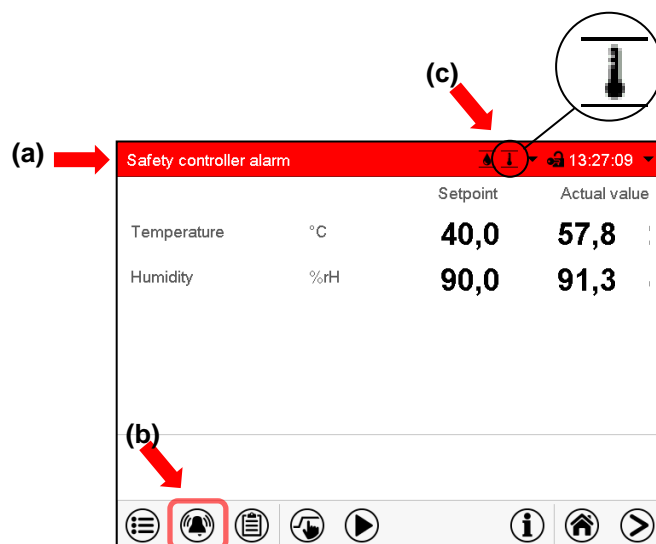 (c)
(a)
Safety controller alarm 13:27:09
Setpoint Actual value
Temperature °C 40,0 57,8
Humidity %rH 90,0 91,3
(b)